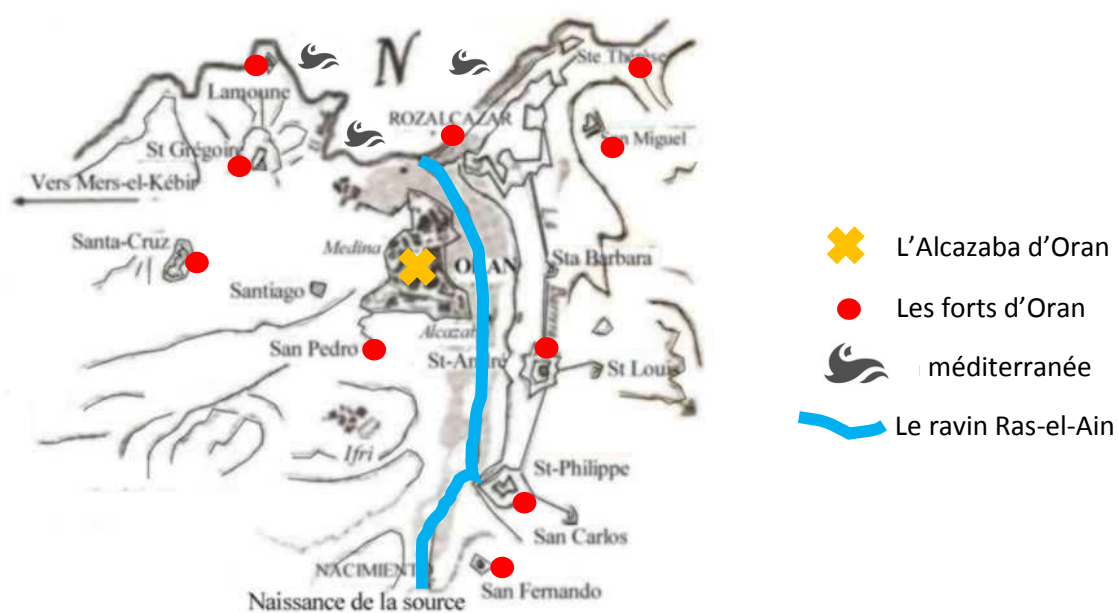 N
Ste Thérèse
Lamoune
ROZALCAZAR
San Miguel
St Grégoire
Vers Mers-el-Kébir
La
Santa-Cruz
Medina
ORAN
Sta Barbara
Santiago
Alcazaba
San Pedro
St-André
St Louis
Ifri
St-Philippe
San Carlos
NACIMIENTO
San Fernando
Naissance de la source
L'Alcazaba d'Oran
Les forts d'Oran
méditerranée
Le ravin Ras-el-Ain